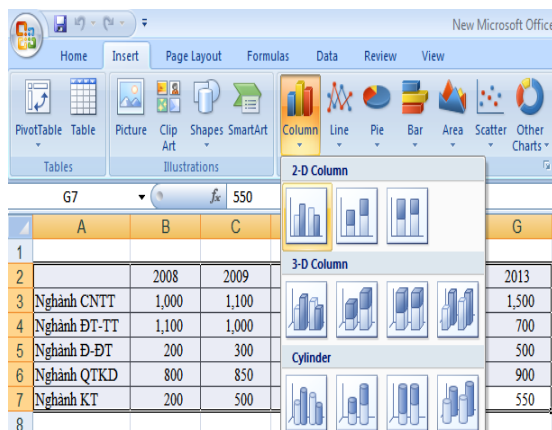 New Microsoft Office
Home Insert Page Layout Formulas Data Review View
PivotTable Table Picture Clip Art Shapes SmartArt Column Line Pie Bar Area Scatter Other Charts
Tables Illustrations
2-D Column
G7 fx 550
A B C G
3-D Column
1
2 2008 2009 2013
3 Nghành CNTT 1,000 1,100 1,500
4 Nghành ĐT-TT 1,100 1,000 700
5 Nghành Đ-ĐT 200 300 500
Cylinder
6 Nghành QTKD 800 850 900
7 Nghành KT 200 500 550
8